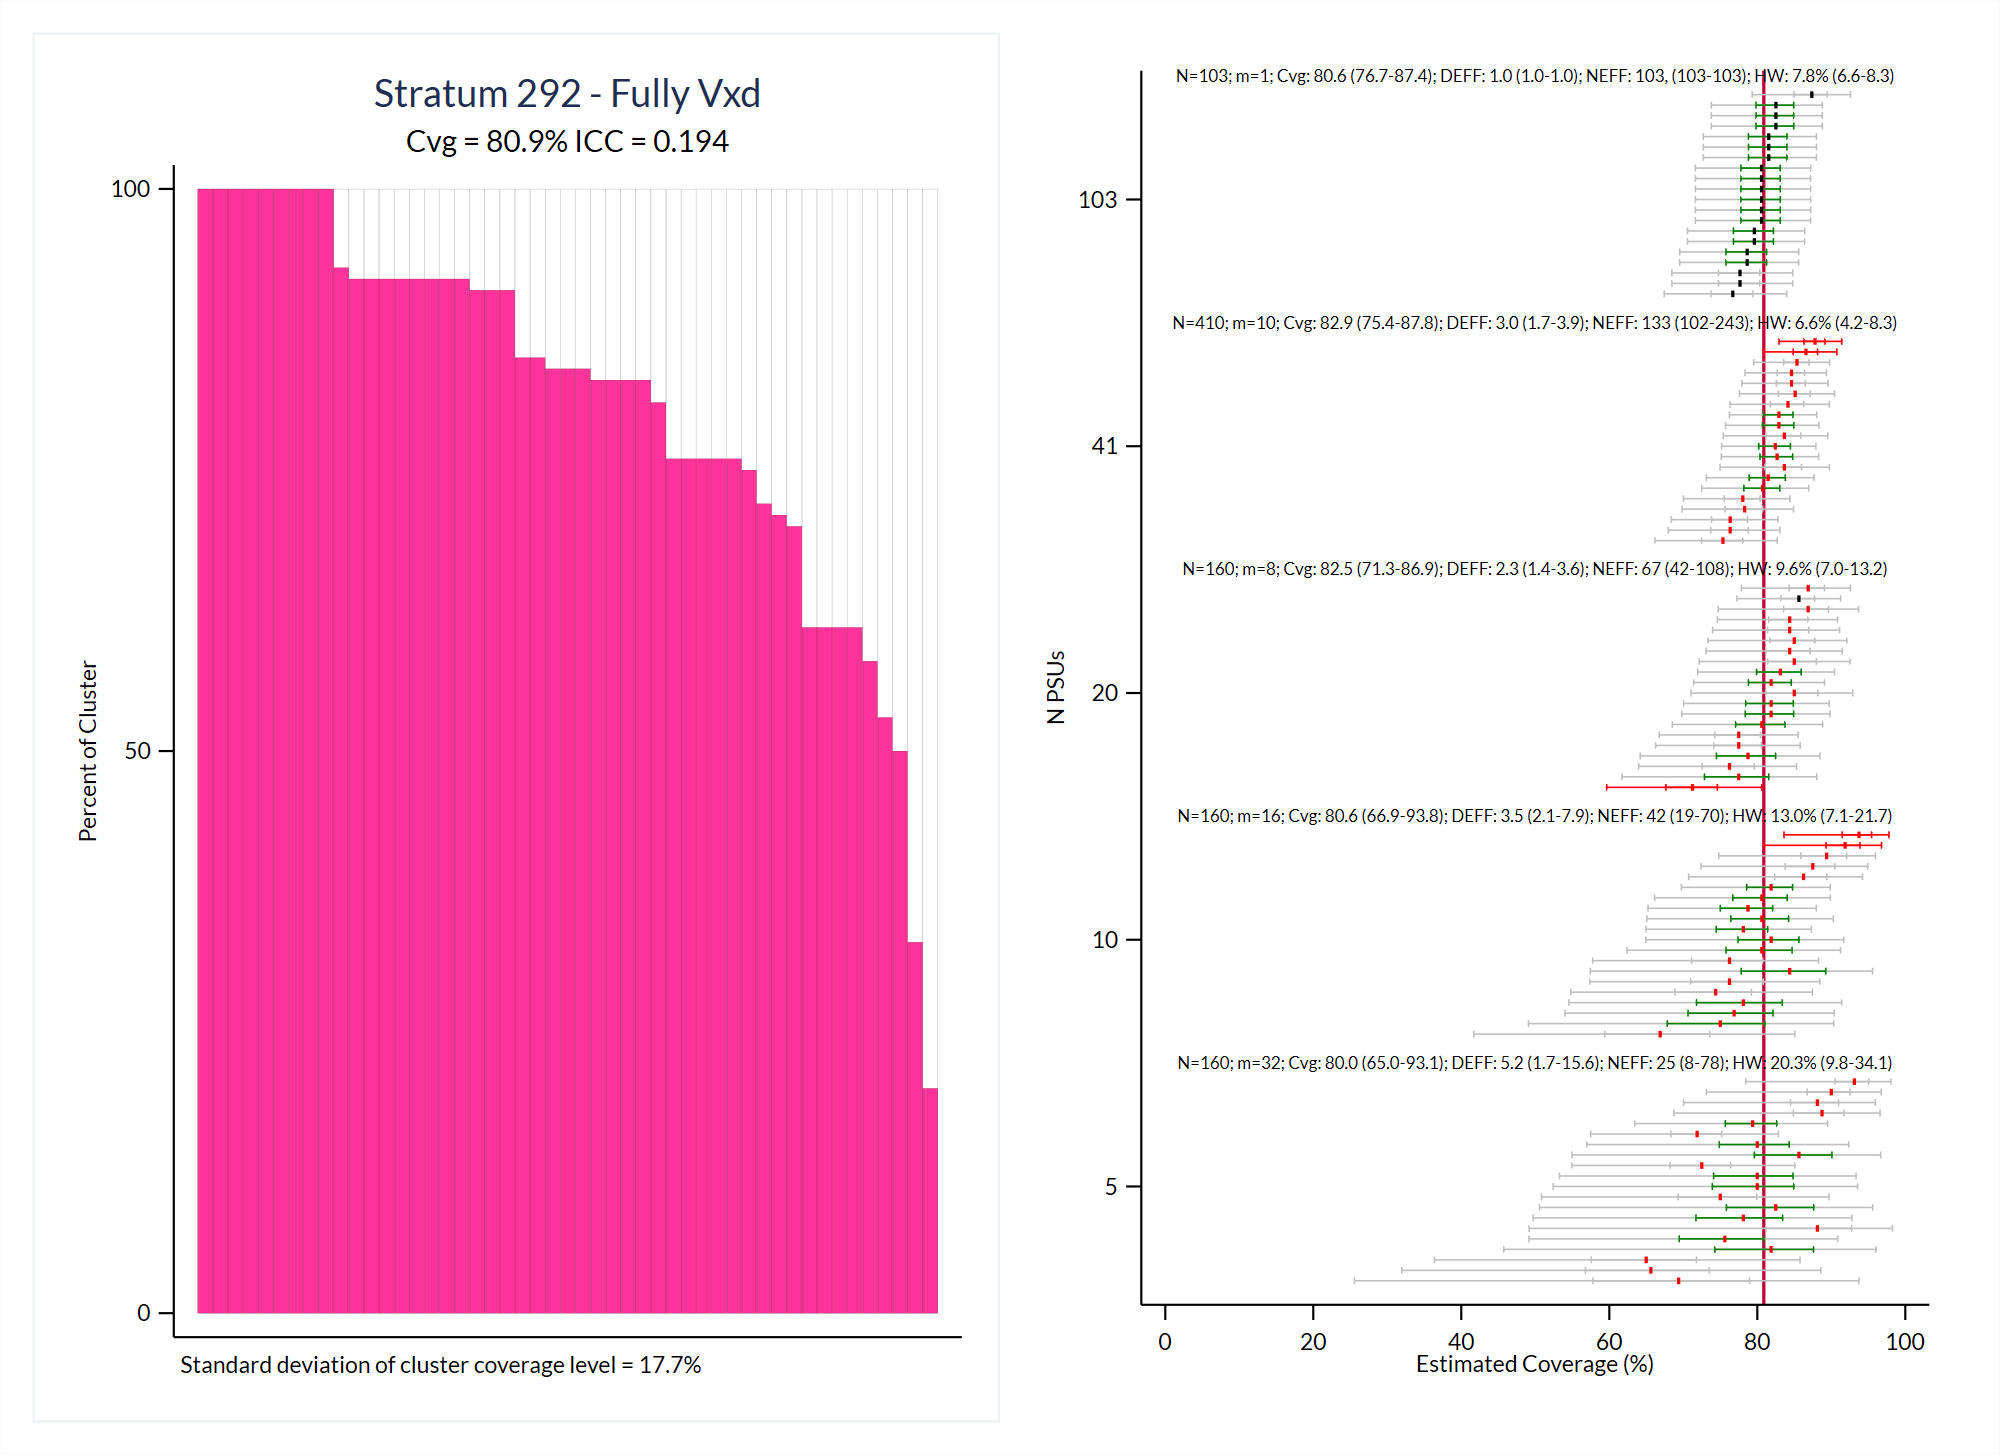 Stratum 292 - Fully Vxd
Cvg = 80.9% ICC = 0.194
100
50
0
Percent of Cluster
Standard deviation of cluster coverage level = 17.7%
N=103; m=1; Cvg: 80.6 (76.7-87.4); DEFF: 1.0 (1.0-1.0); NEFF: 103, (103-103); HW: 7.8% (6.6-8.3)
103
N=410; m=10; Cvg: 82.9 (75.4-87.8); DEFF: 3.0 (1.7-3.9); NEFF: 133 (102-243); HW: 6.6% (4.2-8.3)
41
N=160; m=8; Cvg: 82.5 (71.3-86.9); DEFF: 2.3 (1.4-3.6); NEFF: 67 (42-108); HW: 9.6% (7.0-13.2)
N PSUs
20
N=160; m=16; Cvg: 80.6 (66.9-93.8); DEFF: 3.5 (2.1-7.9); NEFF: 42 (19-70); HW: 13.0% (7.1-21.7)
10
N=160; m=32; Cvg: 80.0 (65.0-93.1); DEFF: 5.2 (1.7-15.6); NEFF: 25 (8-78); HW: 20.3% (9.8-34.1)
5
0 20 40 60 80 100
Estimated Coverage (%)